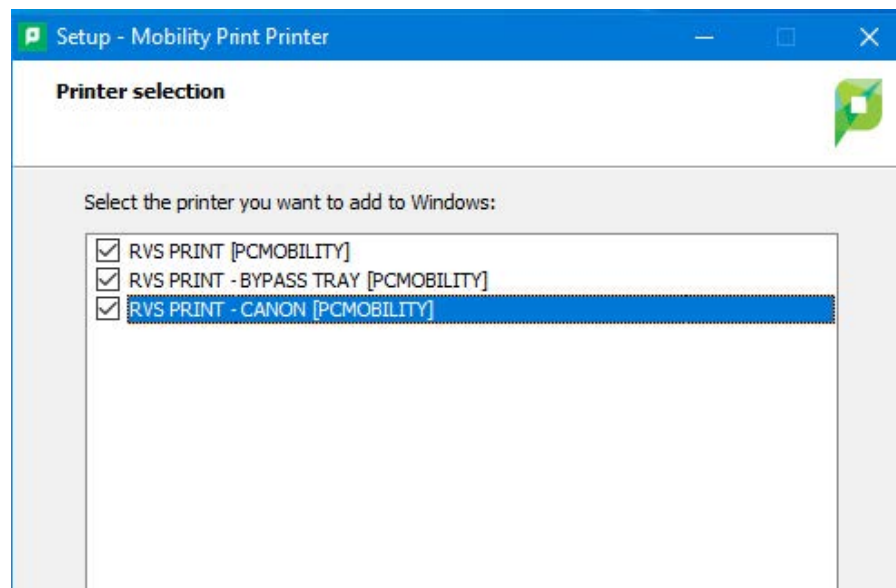 Setup - Mobility Print Printer
Printer selection
Select the printer you want to add to Windows:
RVS PRINT [PCMOBILITY]
RVS PRINT - BYPASS TRAY [PCMOBILITY]
RVS PRINT - CANON [PCMOBILITY]